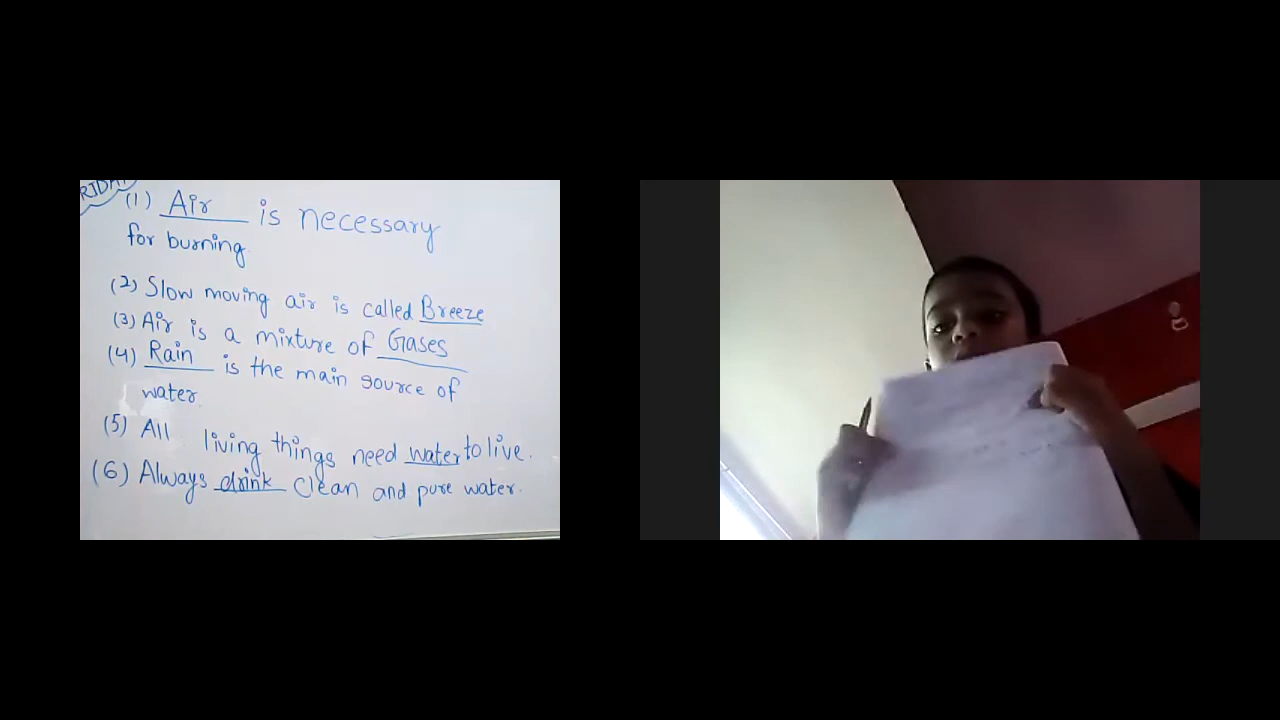 (1) Air is necessary
for burning
(2) Slow moving air is called Breeze
(3) Air is a mixture of Gases
(4) Rain is the main source of
water.
(5) All living things need water to live.
(6) Always drink clean and pure water.